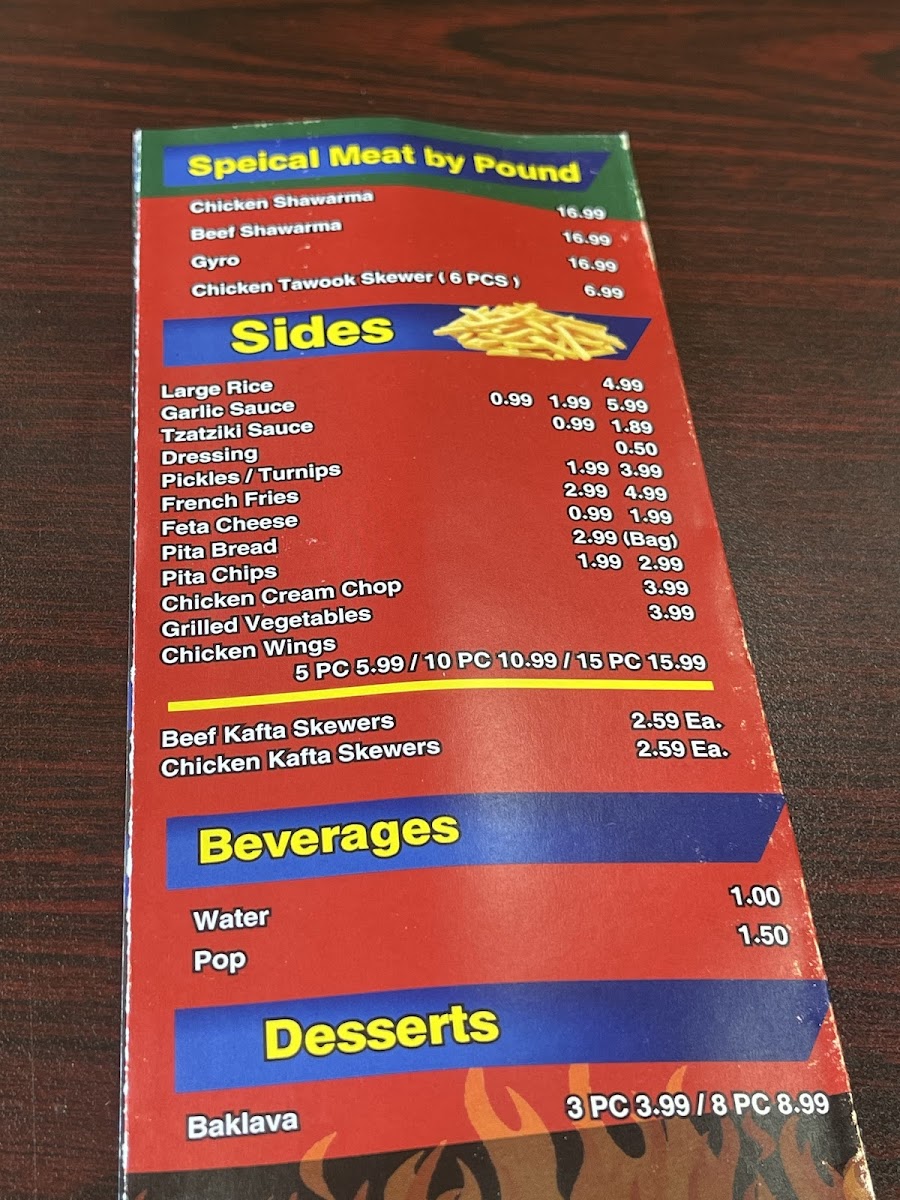 Speical Meat by Pound
Chicken Shawarma 16.99
Beef Shawarma 16.99
Gyro 16.99
Chicken Tawook Skewer ( 6 PCS ) 6.99
Sides
Large Rice 4.99
Garlic Sauce 0.99 1.99 5.99
Tzatziki Sauce 0.99 1.89
Dressing 0.50
Pickles / Turnips 1.99 3.99
French Fries 2.99 4.99
Feta Cheese 0.99 1.99
Pita Bread 2.99 (Bag)
Pita Chips 1.99 2.99
Chicken Cream Chop 3.99
Grilled Vegetables 3.99
Chicken Wings
5 PC 5.99 / 10 PC 10.99 / 15 PC 15.99
Beef Kafta Skewers 2.59 Ea.
Chicken Kafta Skewers 2.59 Ea.
Beverages
Water 1.00
Pop 1.50
Desserts
Baklava 3 PC 3.99 / 8 PC 8.99